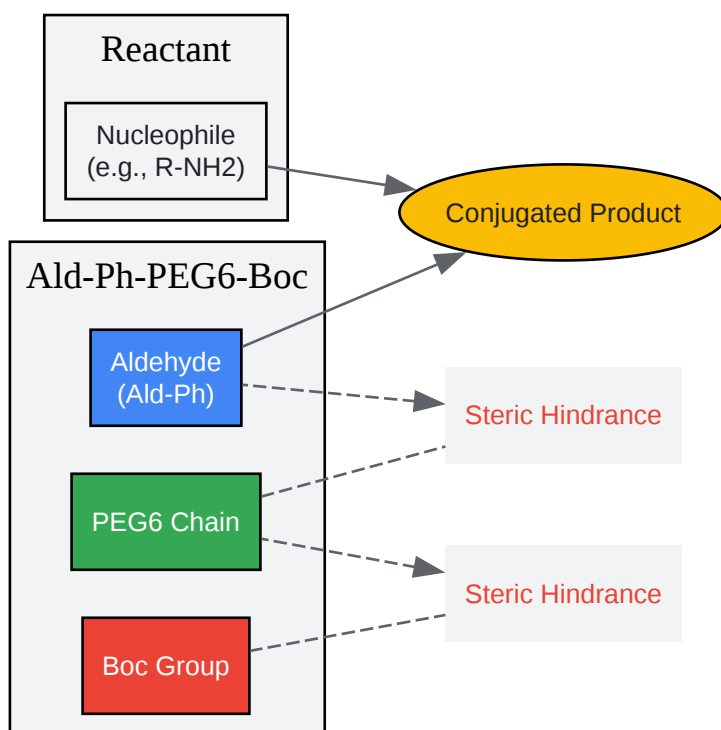 Reactant
Nucleophile
(e.g., R-NH2)
Conjugated Product
Ald-Ph-PEG6-Boc
Aldehyde
(Ald-Ph)
Steric Hindrance
PEG6 Chain
Steric Hindrance
Boc Group